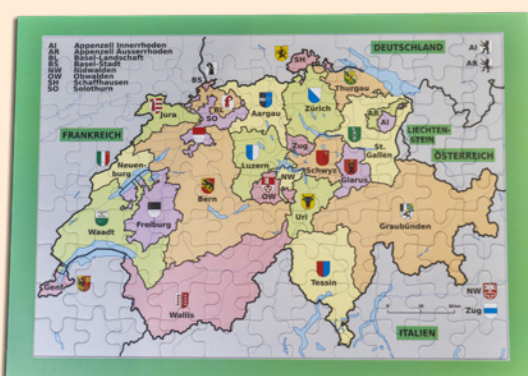 AI Appenzell Innerrhoden
AR Appenzell Ausserrhoden
BL Basel-Landschaft
BS Basel-Stadt
NW Nidwalden
OW Obwalden
SH Schaffhausen
SO Solothurn
DEUTSCHLAND
AI
AR
SH
BS
Thurgau
BL
SO
Jura
Aargau
Zürich
AR
AI
FRANKREICH
LIECHTEN-
STEIN
St.
Gallen
ÖSTERREICH
Zug
Neuen-
burg
Luzern
NW
Schwyz
Glarus
OW
Bern
Uri
Waadt
Freiburg
Graubünden
Gent
Tessin
Wallis
NW
Zug
ITALIEN